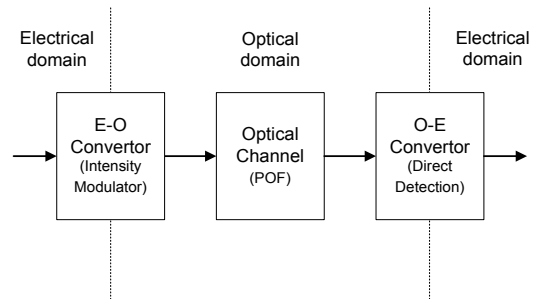 Electrical
domain
Optical
domain
Electrical
domain
E-O
Convertor
(Intensity
Modulator)
Optical
Channel
(POF)
O-E
Convertor
(Direct
Detection)